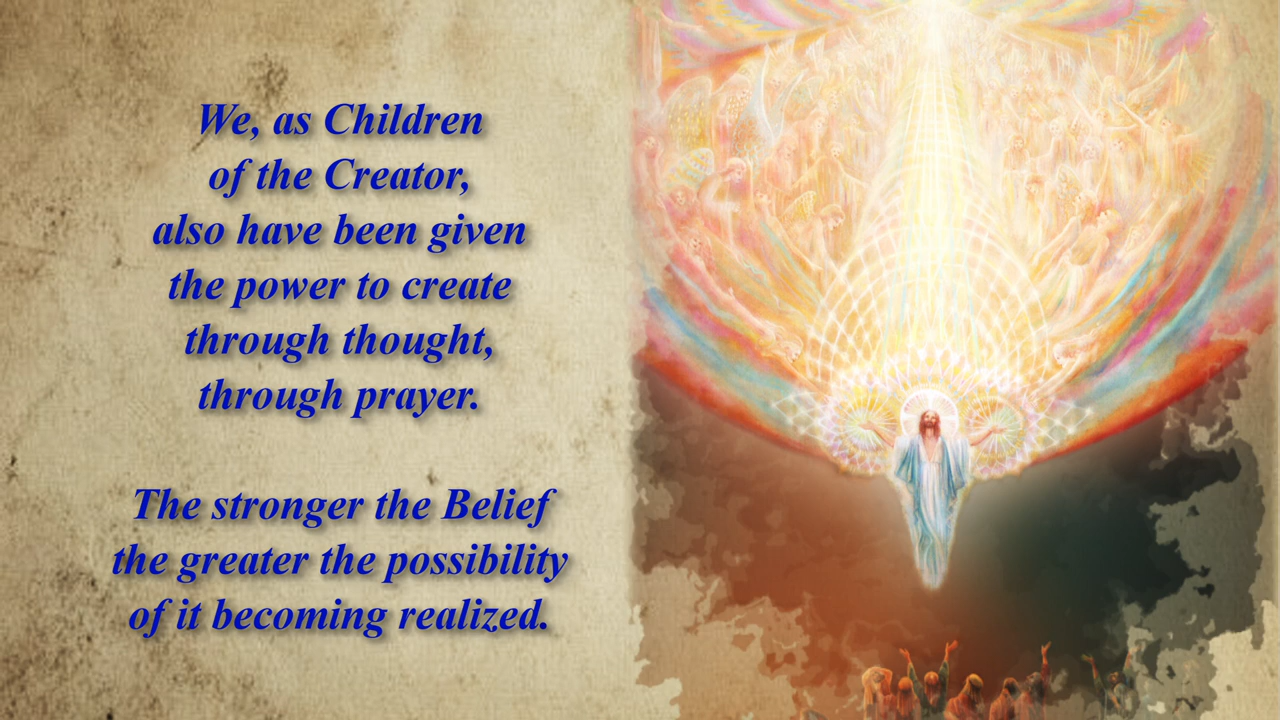 We, as Children
of the Creator,
also have been given
the power to create
through thought,
through prayer.
The stronger the Belief
the greater the possibility
of it becoming realized.